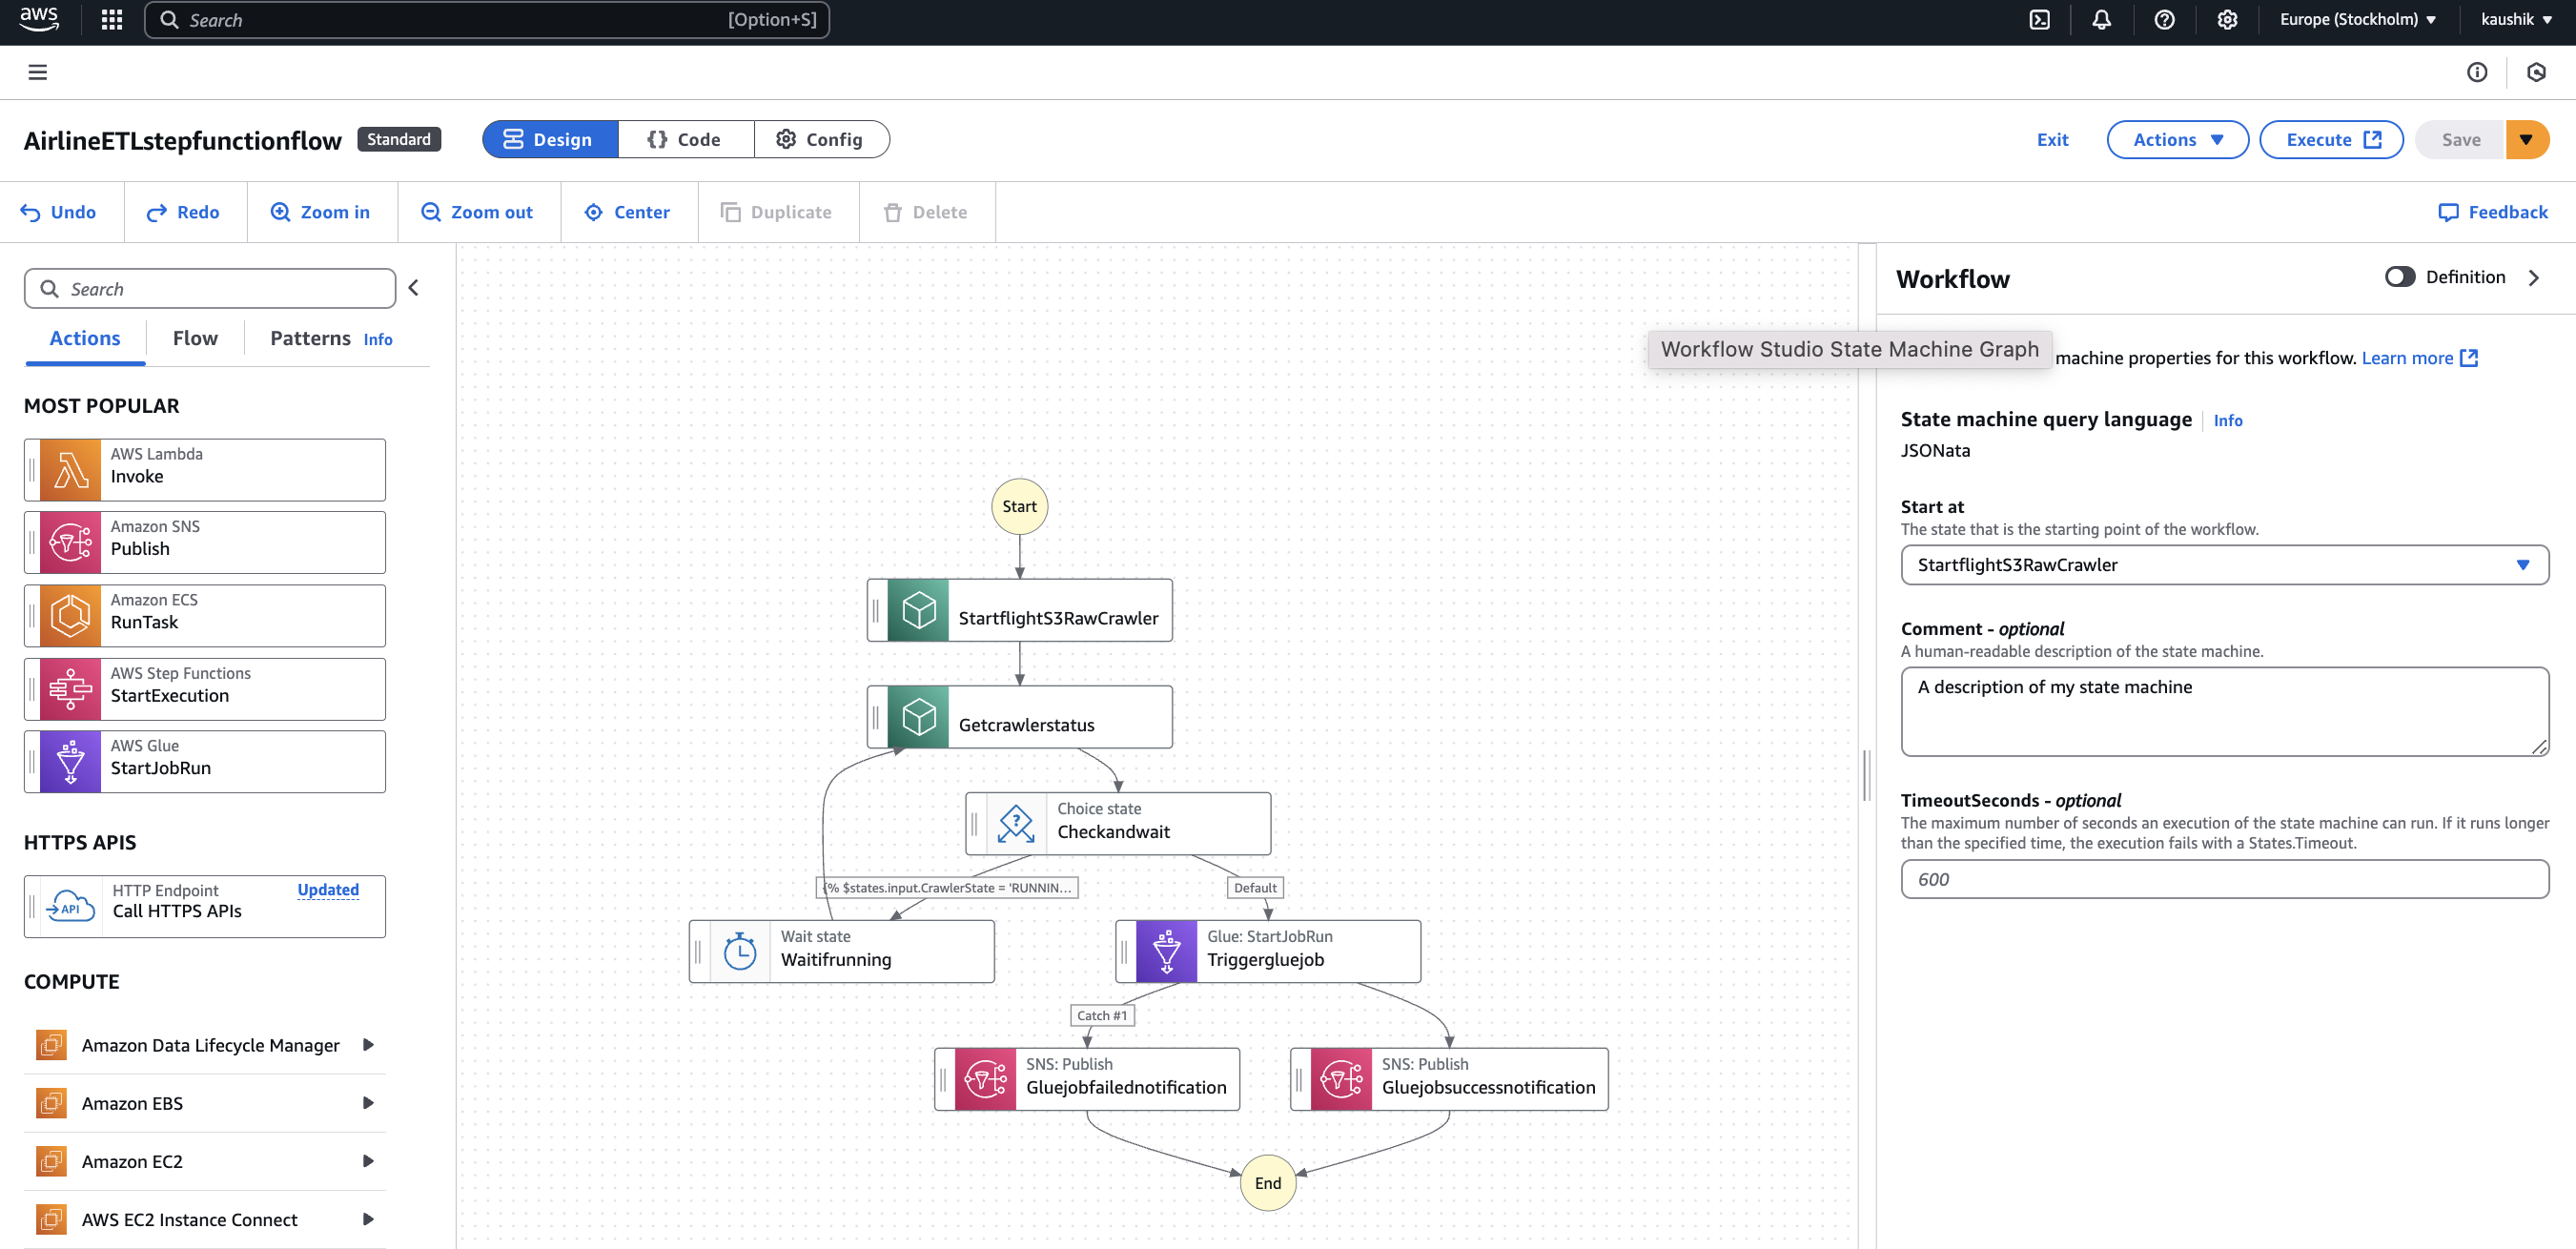 aws
Search
[Option+S]
Europe (Stockholm)
kaushik
AirlineETLstepfunctionflow
Standard
Design
{} Code
Config
Exit
Actions
Execute
Save
Undo
Redo
Zoom in
Zoom out
Center
Duplicate
Delete
Feedback
Search
Actions
Flow
Patterns
Info
MOST POPULAR
AWS Lambda
Invoke
Amazon SNS
Publish
Amazon ECS
RunTask
AWS Step Functions
StartExecution
AWS Glue
StartJobRun
HTTPS APIS
API
HTTP Endpoint
Updated
Call HTTPS APIs
COMPUTE
Amazon Data Lifecycle Manager
Amazon EBS
Amazon EC2
AWS EC2 Instance Connect
Start
StartflightS3RawCrawler
Getcrawlerstatus
Choice state
Checkandwait
{% $states.input.CrawlerState = 'RUNNIN...
Default
Wait state
Waitifrunning
Glue: StartJobRun
Triggergluejob
Catch #1
SNS: Publish
Gluejobfailednotification
SNS: Publish
Gluejobsuccessnotification
End
Workflow
Definition
Workflow Studio State Machine Graph
machine properties for this workflow. Learn more
State machine query language
Info
JSONata
Start at
The state that is the starting point of the workflow.
StartflightS3RawCrawler
Comment - optional
A human-readable description of the state machine.
A description of my state machine
TimeoutSeconds - optional
The maximum number of seconds an execution of the state machine can run. If it runs longer
than the specified time, the execution fails with a States.Timeout.
600